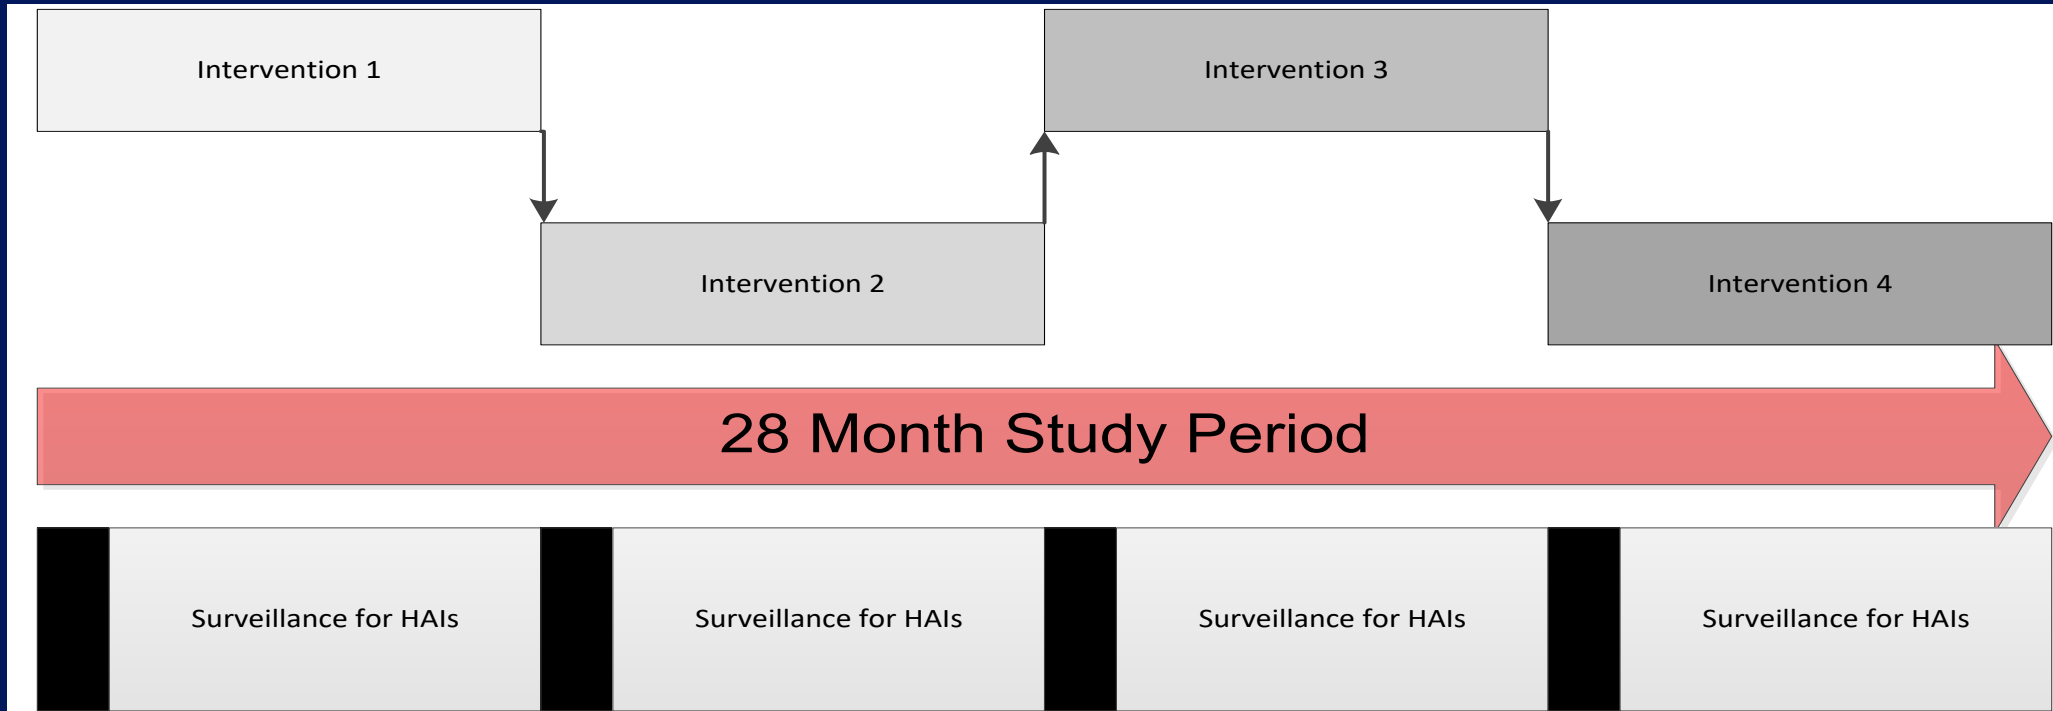 Intervention 1
Intervention 3
Intervention 2
Intervention 4
28 Month Study Period
Surveillance for HAIs
Surveillance for HAIs
Surveillance for HAIs
Surveillance for HAIs